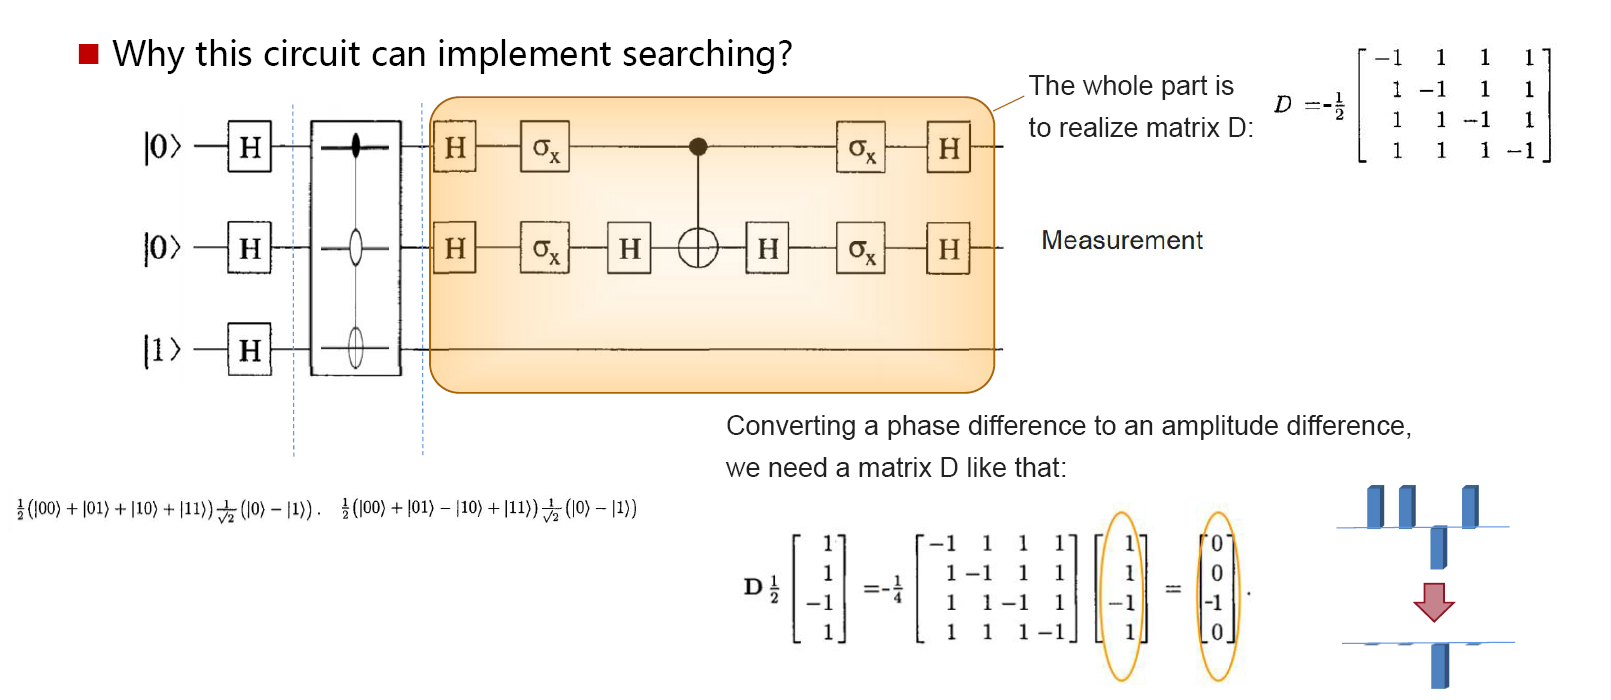 Why this circuit can implement searching?
The whole part is
to realize matrix D:
D =-½ [ -1 1 1 1
1 -1 1 1
1 1 -1 1
1 1 1 -1 ]
|0⟩ H H σx σx H
|0⟩ H H σx H H σx H
Measurement
|1⟩ H
Converting a phase difference to an amplitude difference,
we need a matrix D like that:
½(|00⟩ + |01⟩ + |10⟩ + |11⟩) 1/√2 (|0⟩ − |1⟩). ½(|00⟩ + |01⟩ − |10⟩ + |11⟩) 1/√2 (|0⟩ − |1⟩)
D ½ [ 1 1 -1 1 ] =-¼ [ -1 1 1 1
1 -1 1 1
1 1 -1 1
1 1 1 -1 ] [ 1 1 -1 1 ] = [ 0 0 -1 0 ] .